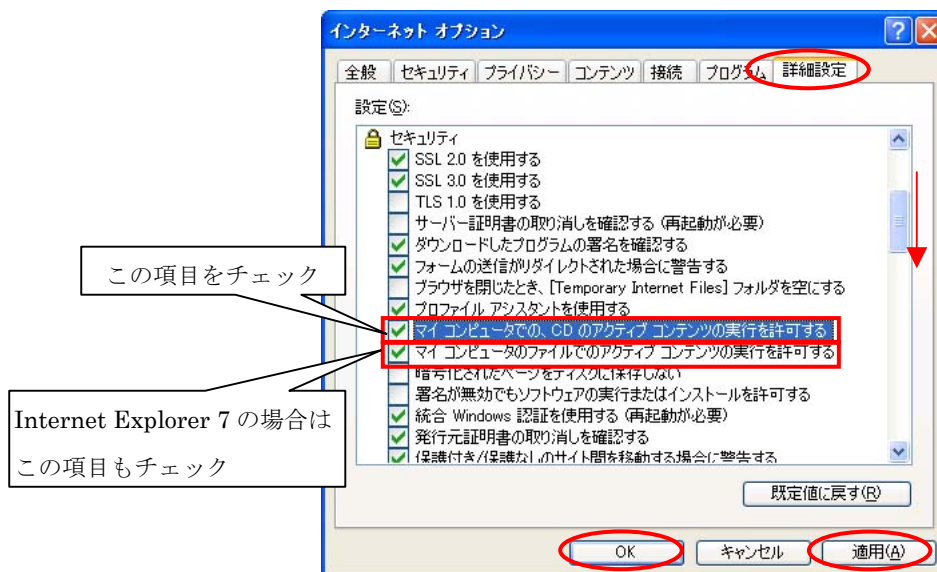 インターネット オプション
全般 セキュリティ プライバシー コンテンツ 接続 プログラム 詳細設定
設定(S):
セキュリティ
SSL 2.0 を使用する
SSL 3.0 を使用する
TLS 1.0 を使用する
サーバー証明書の取り消しを確認する (再起動が必要)
ダウンロードしたプログラムの署名を確認する
フォームの送信がリダイレクトされた場合に警告する
ブラウザを閉じたとき、[Temporary Internet Files] フォルダを空にする
プロファイル アシスタントを使用する
マイ コンピュータでの、CD のアクティブ コンテンツの実行を許可する
マイ コンピュータのファイルでのアクティブ コンテンツの実行を許可する
暗号化されたページをディスクに保存しない
署名が無効でもソフトウェアの実行またはインストールを許可する
統合 Windows 認証を使用する (再起動が必要)
発行元証明書の取り消しを確認する
保護付き/保護なしのサイト間を移動する場合に警告する
この項目をチェック
Internet Explorer 7 の場合は
この項目もチェック
既定値に戻す(R)
OK キャンセル 適用(A)